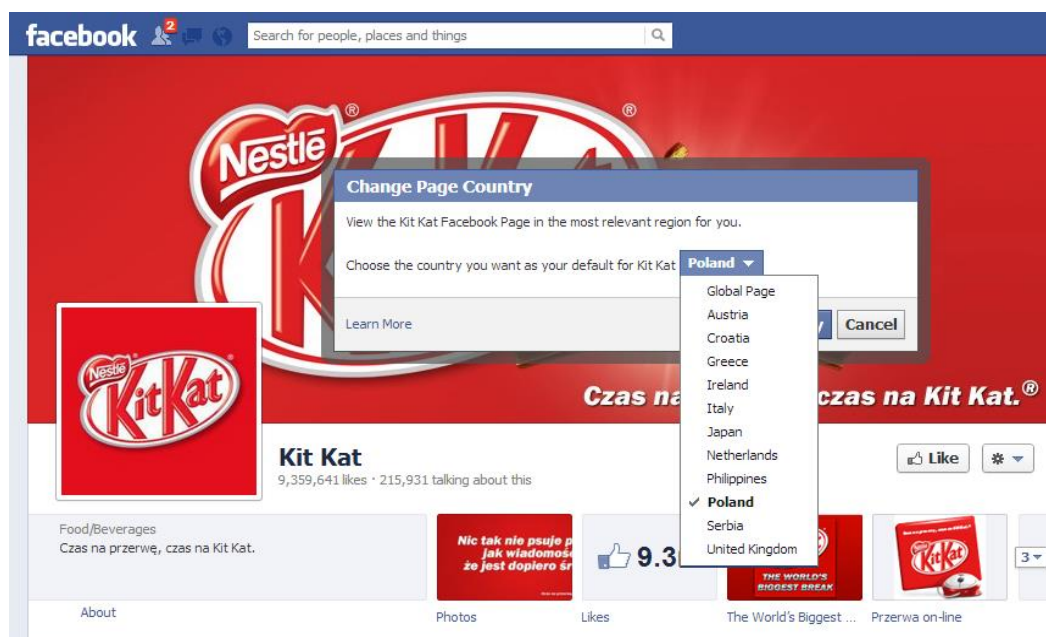 facebook
2
Search for people, places and things
Nestlé
®
®
Change Page Country
View the Kit Kat Facebook Page in the most relevant region for you.
Choose the country you want as your default for Kit Kat Poland
Global Page
Austria
Croatia
Greece
Ireland
Italy
Japan
Netherlands
Philippines
Poland
Serbia
United Kingdom
Learn More
Cancel
Czas na czas na Kit Kat.®
Nestlé
KitKat
Kit Kat
9,359,641 likes · 215,931 talking about this
Like
Food/Beverages
Czas na przerwę, czas na Kit Kat.
About
Nic tak nie psuje
jak
że jest dopiero
Photos
9.3
Likes
THE WORLD'S
BIGGEST BREAK
The World's Biggest ...
KitKat
Przerwa on-line
3